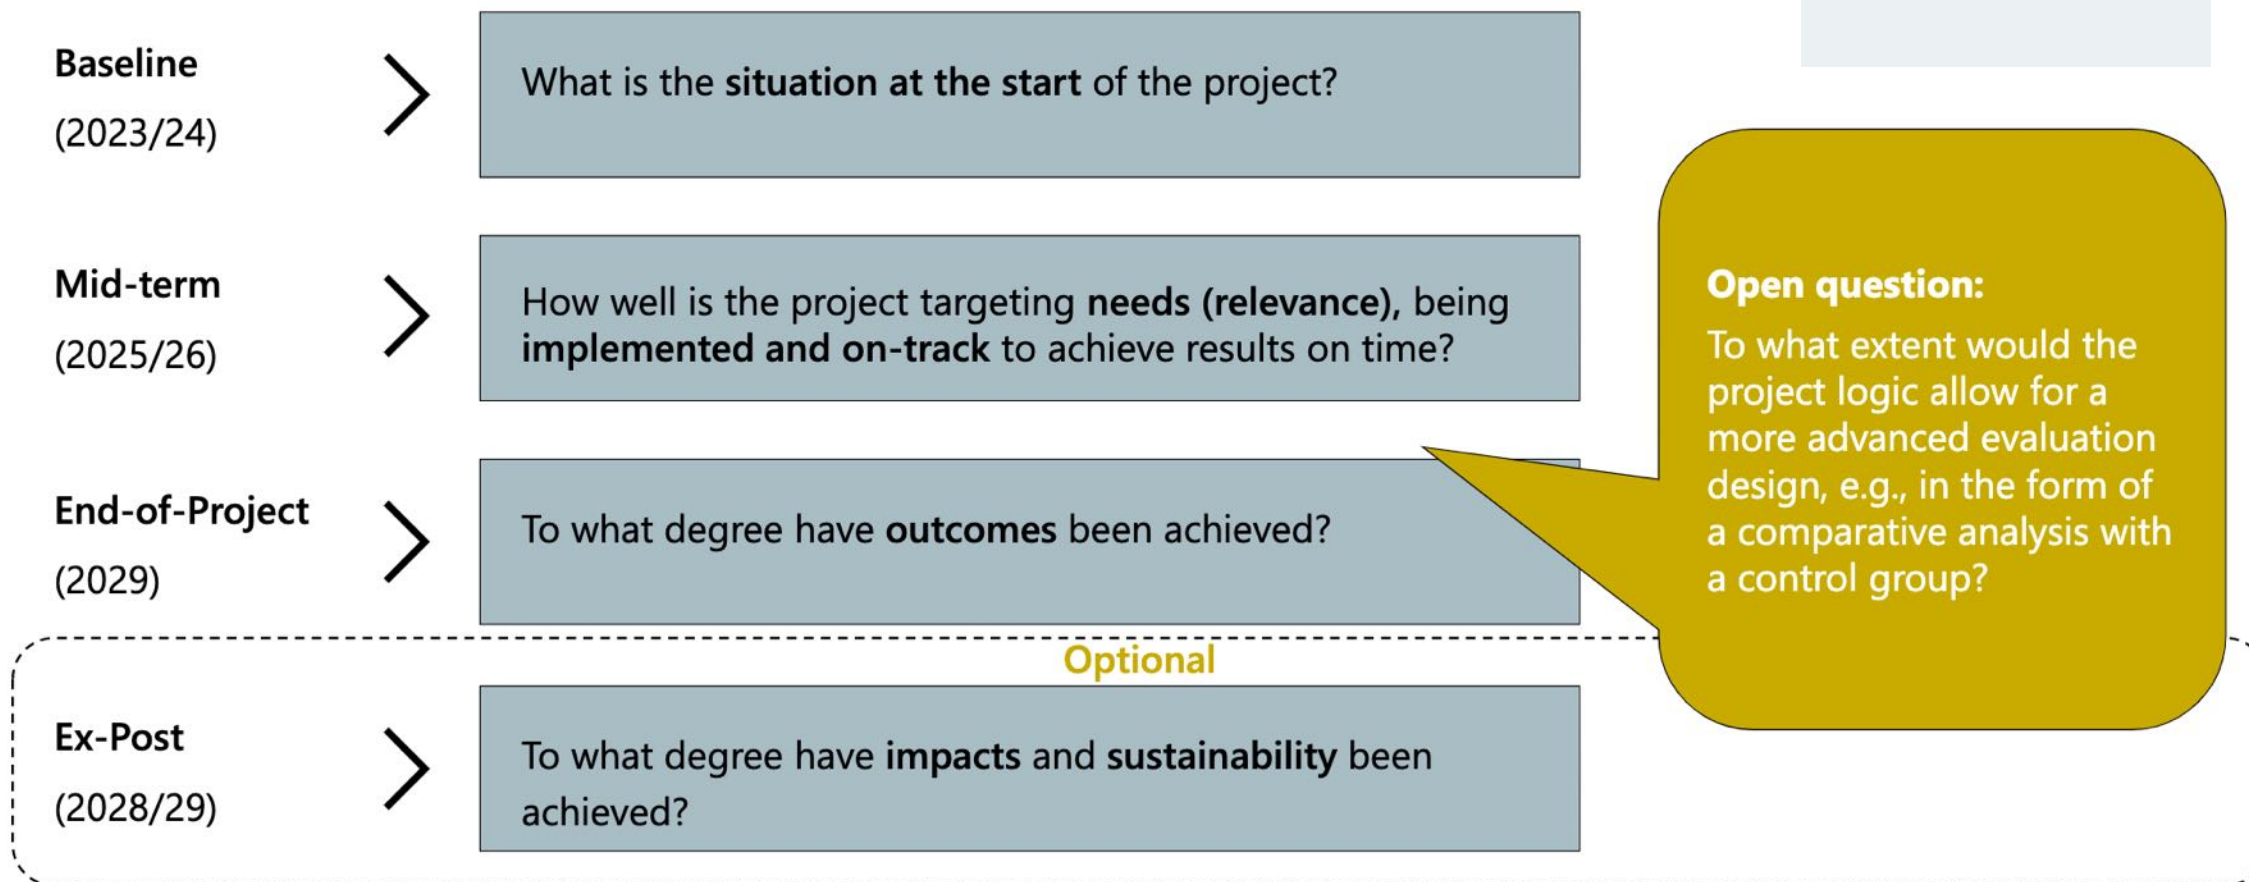 Baseline
(2023/24)
What is the situation at the start of the project?
Mid-term
(2025/26)
How well is the project targeting needs (relevance), being
implemented and on-track to achieve results on time?
End-of-Project
(2029)
To what degree have outcomes been achieved?
Open question:
To what extent would the
project logic allow for a
more advanced evaluation
design, e.g., in the form of
a comparative analysis with
a control group?
Optional
Ex-Post
(2028/29)
To what degree have impacts and sustainability been
achieved?